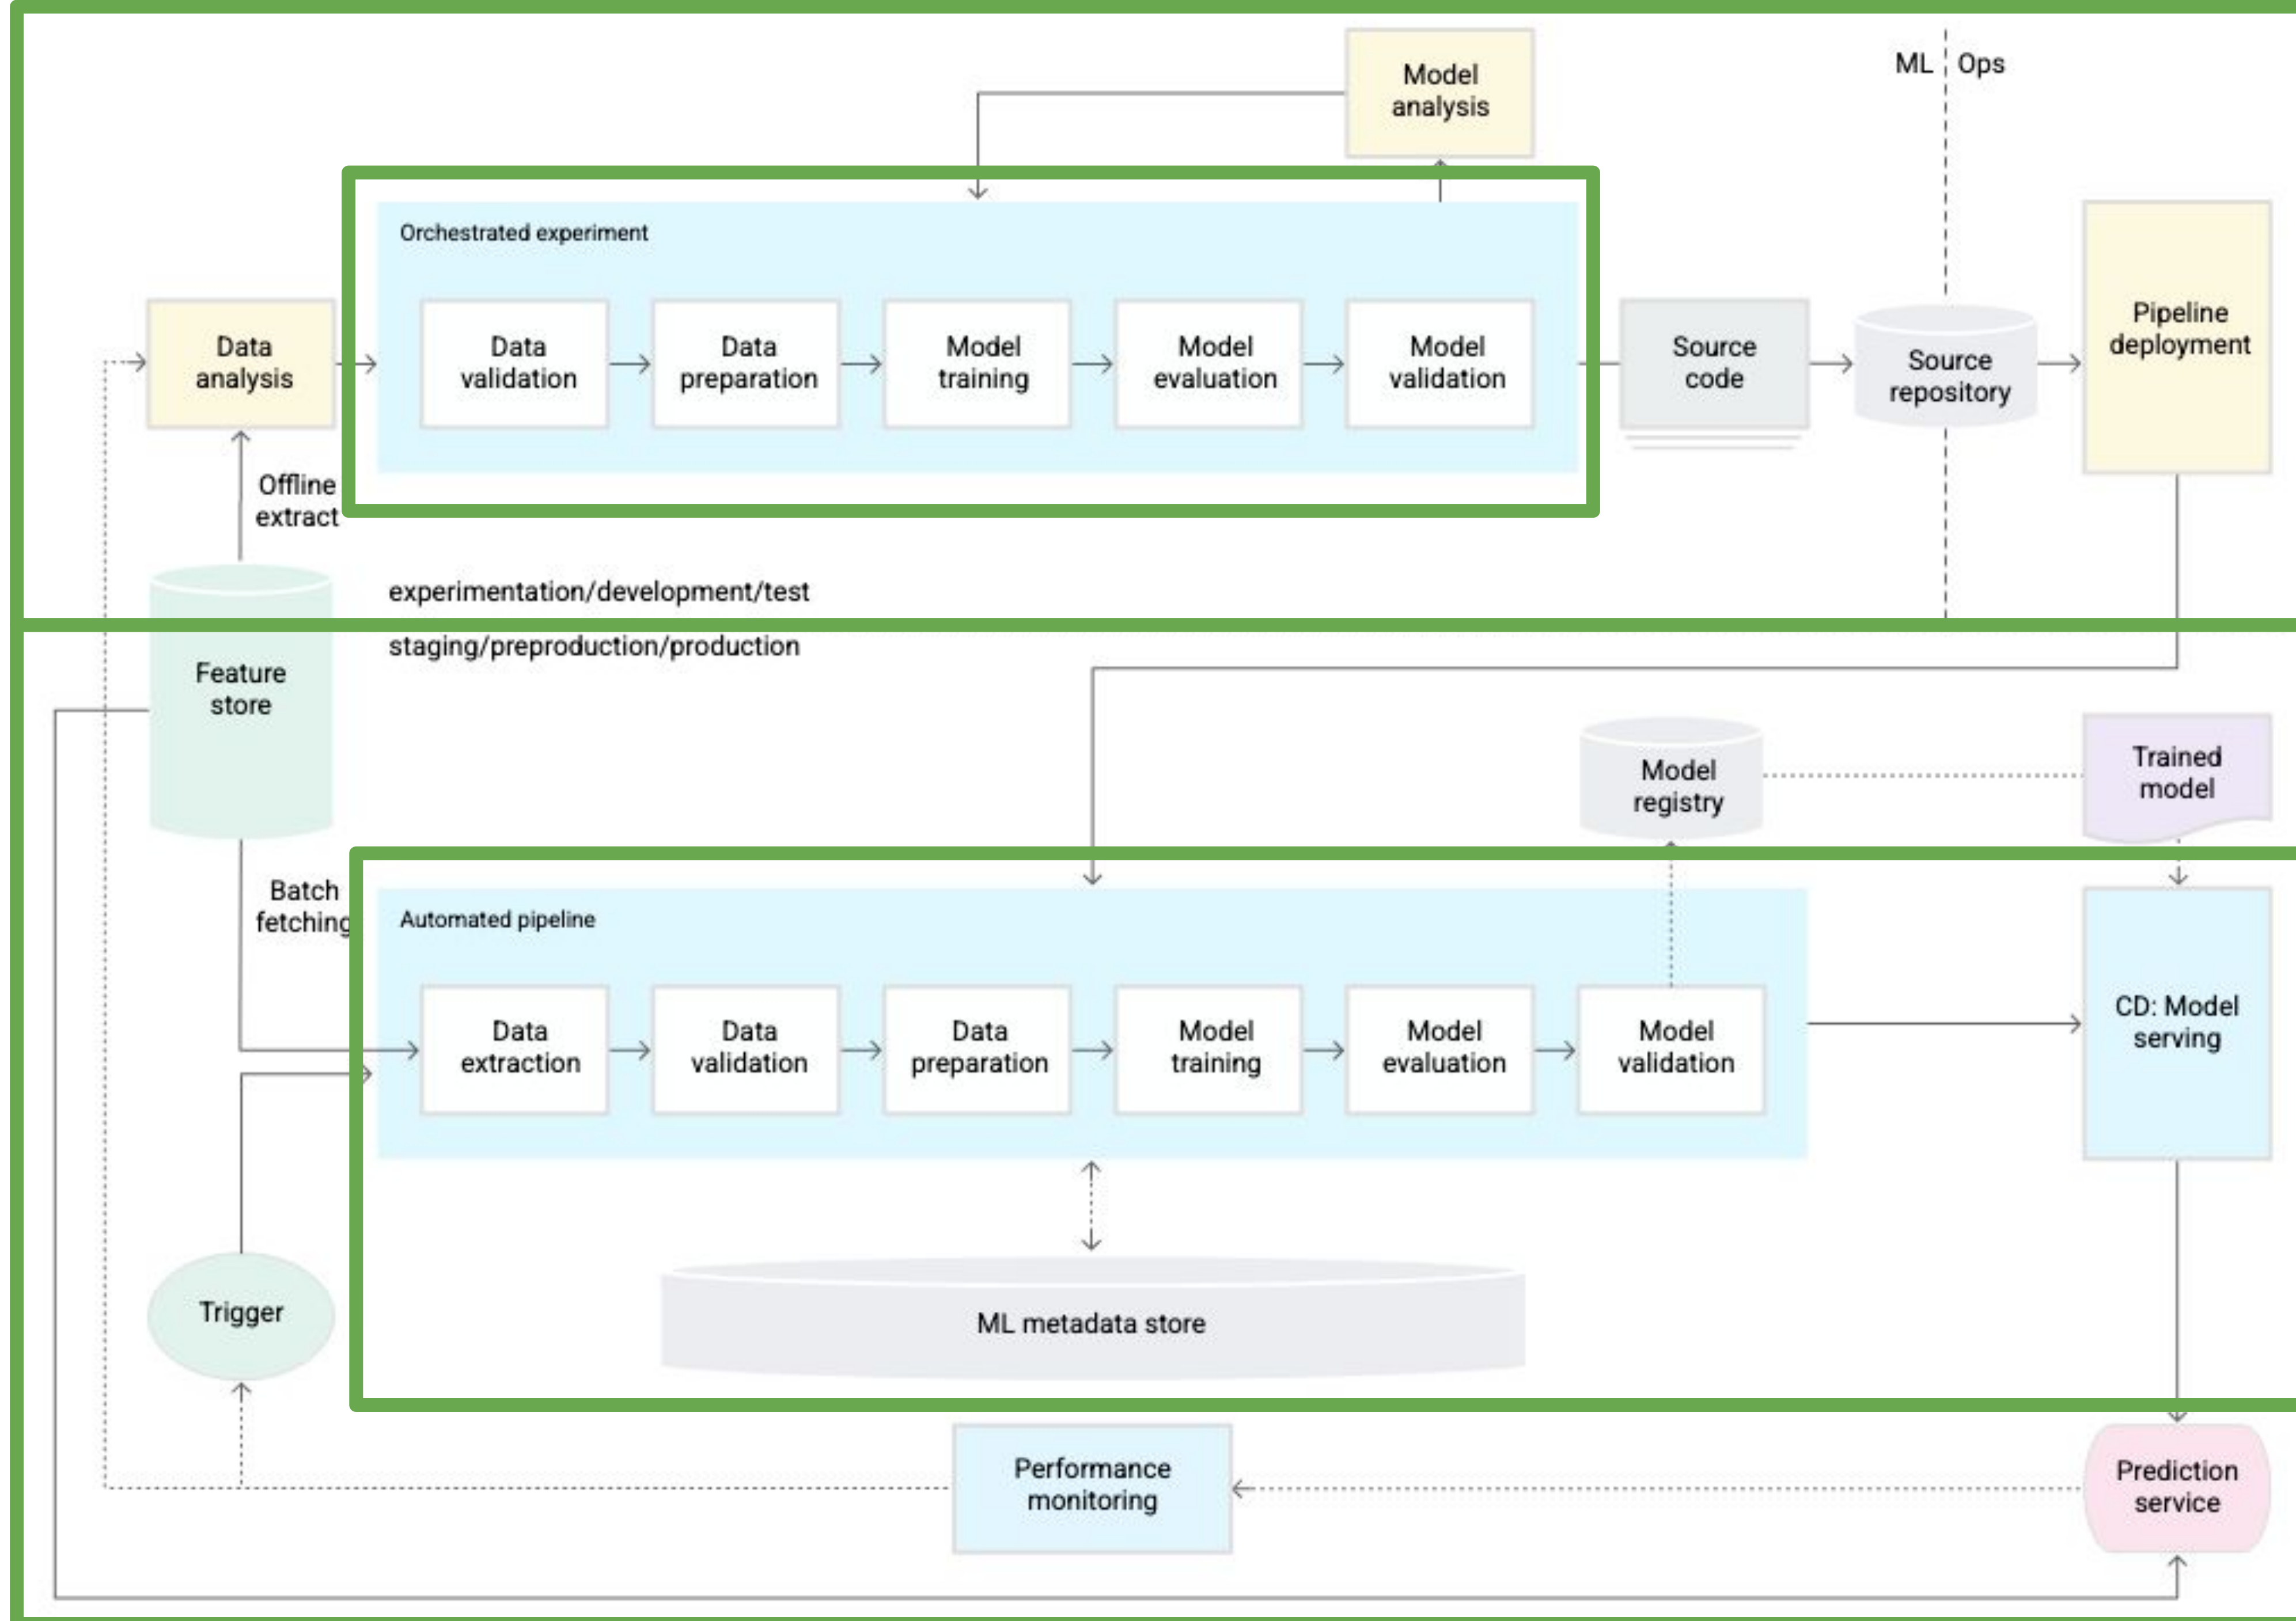 Model
analysis
ML
Ops
Orchestrated experiment
Data
analysis
Data
validation
Data
preparation
Model
training
Model
evaluation
Model
validation
Source
code
Source
repository
Pipeline
deployment
Offline
extract
experimentation/development/test
staging/preproduction/production
Feature
store
Model
registry
Trained
model
Batch
fetching
Automated pipeline
Data
extraction
Data
validation
Data
preparation
Model
training
Model
evaluation
Model
validation
CD: Model
serving
Trigger
ML metadata store
Performance
monitoring
Prediction
service